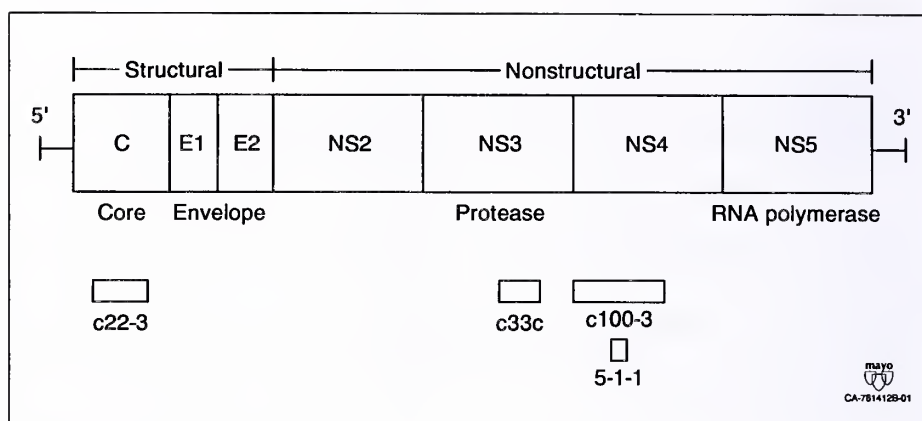 Structural Nonstructural
5' 3'
C E1 E2 NS2 NS3 NS4 NS5
Core Envelope Protease RNA polymerase
c22-3 c33c c100-3
5-1-1
mayo
CA-761412B-01